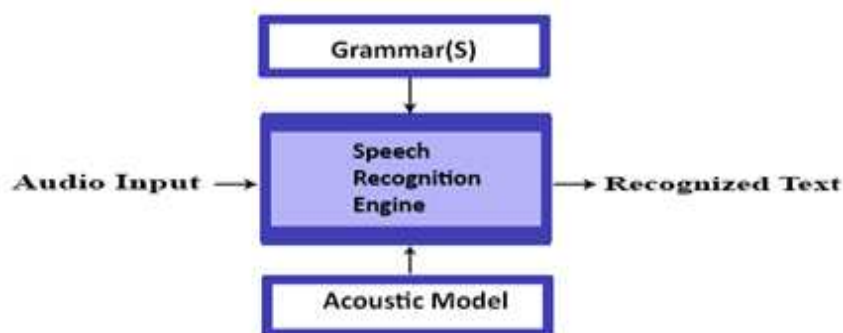 Grammar(S)
Audio Input
Speech
Recognition
Engine
Recognized Text
Acoustic Model